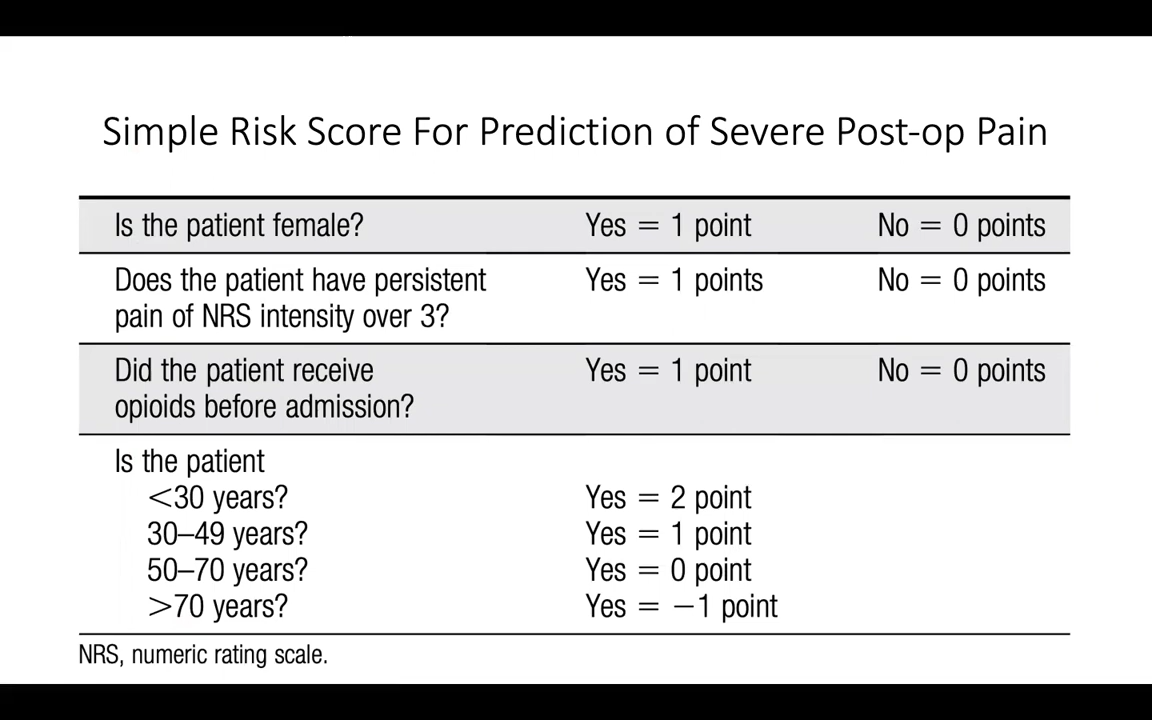 Simple Risk Score For Prediction of Severe Post-op Pain
Is the patient female? Yes = 1 point No = 0 points
Does the patient have persistent Yes = 1 points No = 0 points
pain of NRS intensity over 3?
Did the patient receive Yes = 1 point No = 0 points
opioids before admission?
Is the patient
<30 years? Yes = 2 point
30–49 years? Yes = 1 point
50–70 years? Yes = 0 point
>70 years? Yes = −1 point
NRS, numeric rating scale.